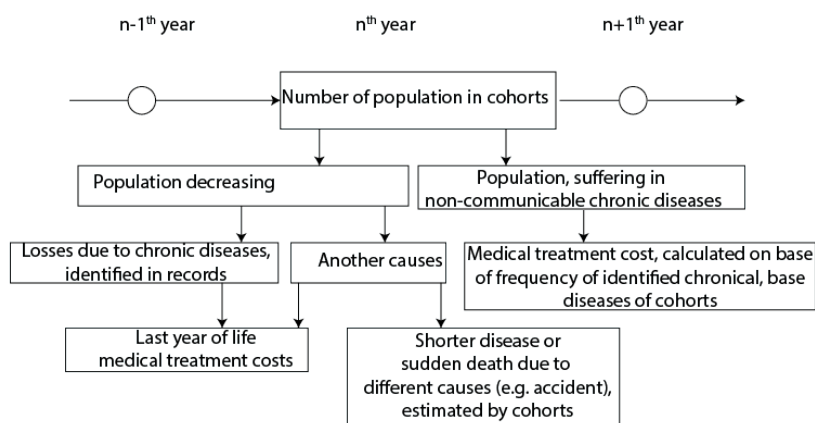 n-1th year
nth year
n+1th year
Number of population in cohorts
Population decreasing
Population, suffering in
non-communicable chronic diseases
Losses due to chronic diseases,
identified in records
Another causes
Medical treatment cost, calculated on base
of frequency of identified chronical, base
diseases of cohorts
Last year of life
medical treatment costs
Shorter disease or
sudden death due to
different causes (e.g. accident),
estimated by cohorts